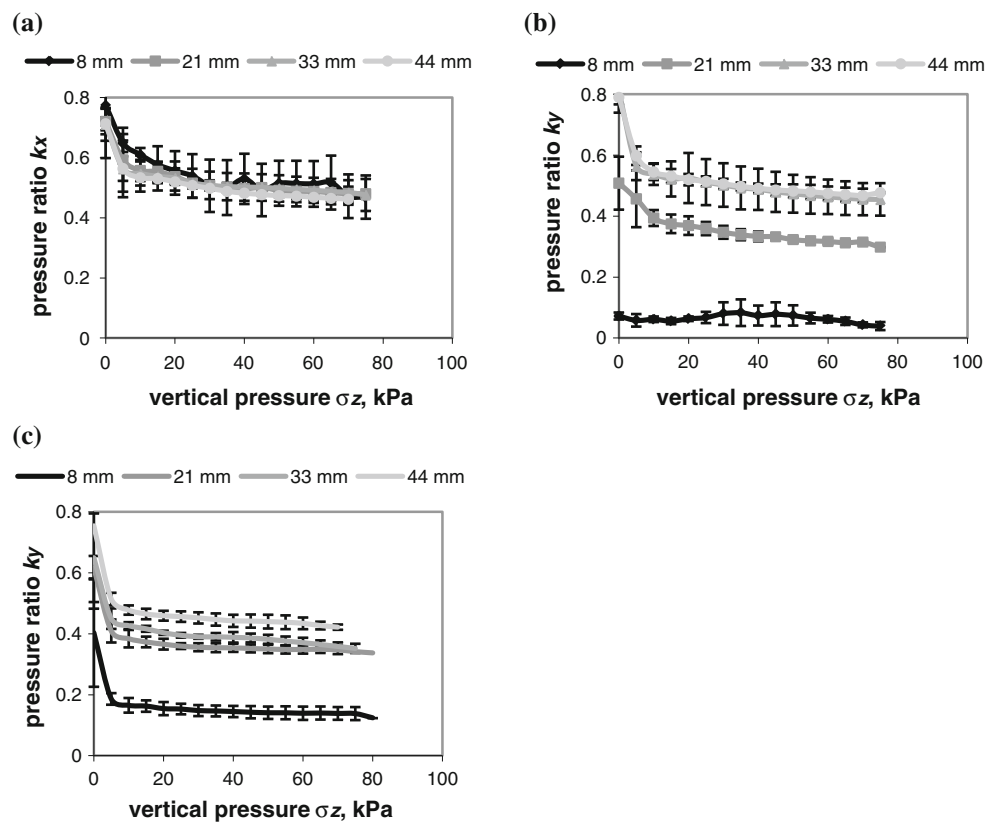 (a)
8 mm 21 mm 33 mm 44 mm
0.8
0.6
0.4
0.2
0
pressure ratio kx
0 20 40 60 80 100
vertical pressure σz, kPa
(b)
8 mm 21 mm 33 mm 44 mm
0.8
0.6
0.4
0.2
0
pressure ratio ky
0 20 40 60 80 100
vertical pressure σz, kPa
(c)
8 mm 21 mm 33 mm 44 mm
0.8
0.6
0.4
0.2
0
pressure ratio ky
0 20 40 60 80 100
vertical pressure σz, kPa